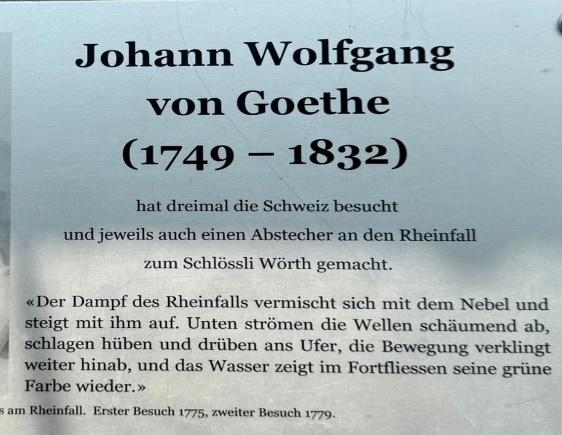 Johann Wolfgang
von Goethe
(1749 – 1832)
hat dreimal die Schweiz besucht
und jeweils auch einen Abstecher an den Rheinfall
zum Schlössli Wörth gemacht.
«Der Dampf des Rheinfalls vermischt sich mit dem Nebel und
steigt mit ihm auf. Unten strömen die Wellen schäumend ab,
schlagen hüben und drüben ans Ufer, die Bewegung verklingt
weiter hinab, und das Wasser zeigt im Fortfliessen seine grüne
Farbe wieder.»
am Rheinfall. Erster Besuch 1775, zweiter Besuch 1779.